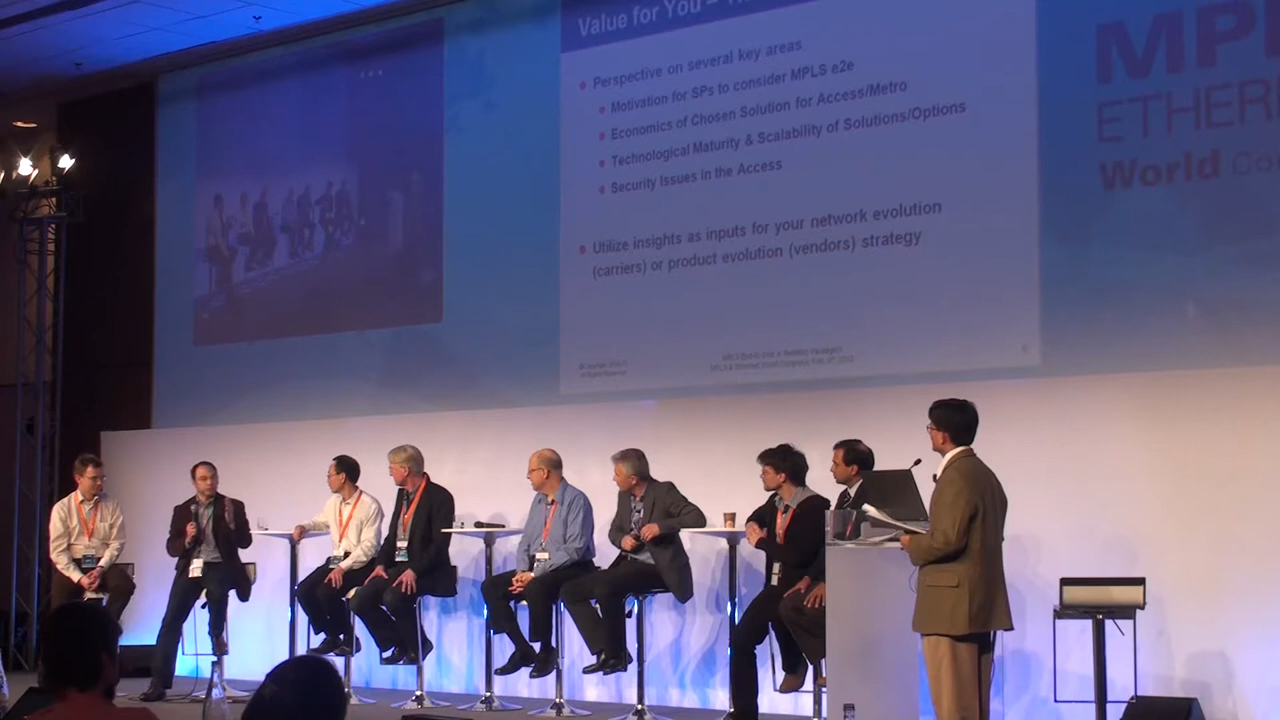 Value for You –
Perspective on several key areas
Motivation for SPs to consider MPLS e2e
Economics of Chosen Solution for Access/Metro
Technological Maturity & Scalability of Solutions/Options
Security Issues in the Access
Utilize insights as inputs for your network evolution
(carriers) or product evolution (vendors) strategy
MPL
ETHER
World Co